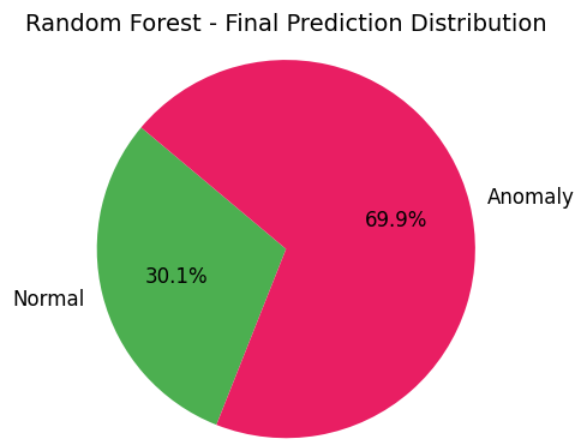 Random Forest - Final Prediction Distribution
Anomaly
69.9%
30.1%
Normal